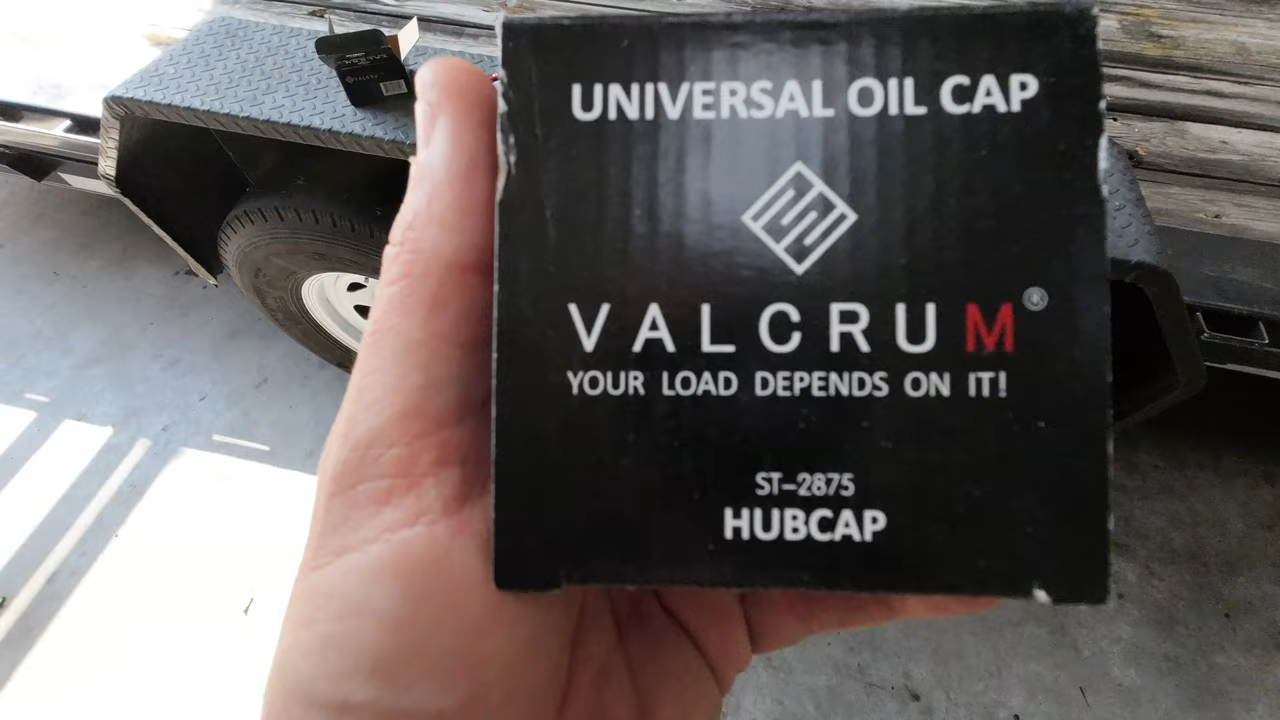 UNIVERSAL OIL CAP
VALCRUM®
YOUR LOAD DEPENDS ON IT!
ST-2875
HUBCAP